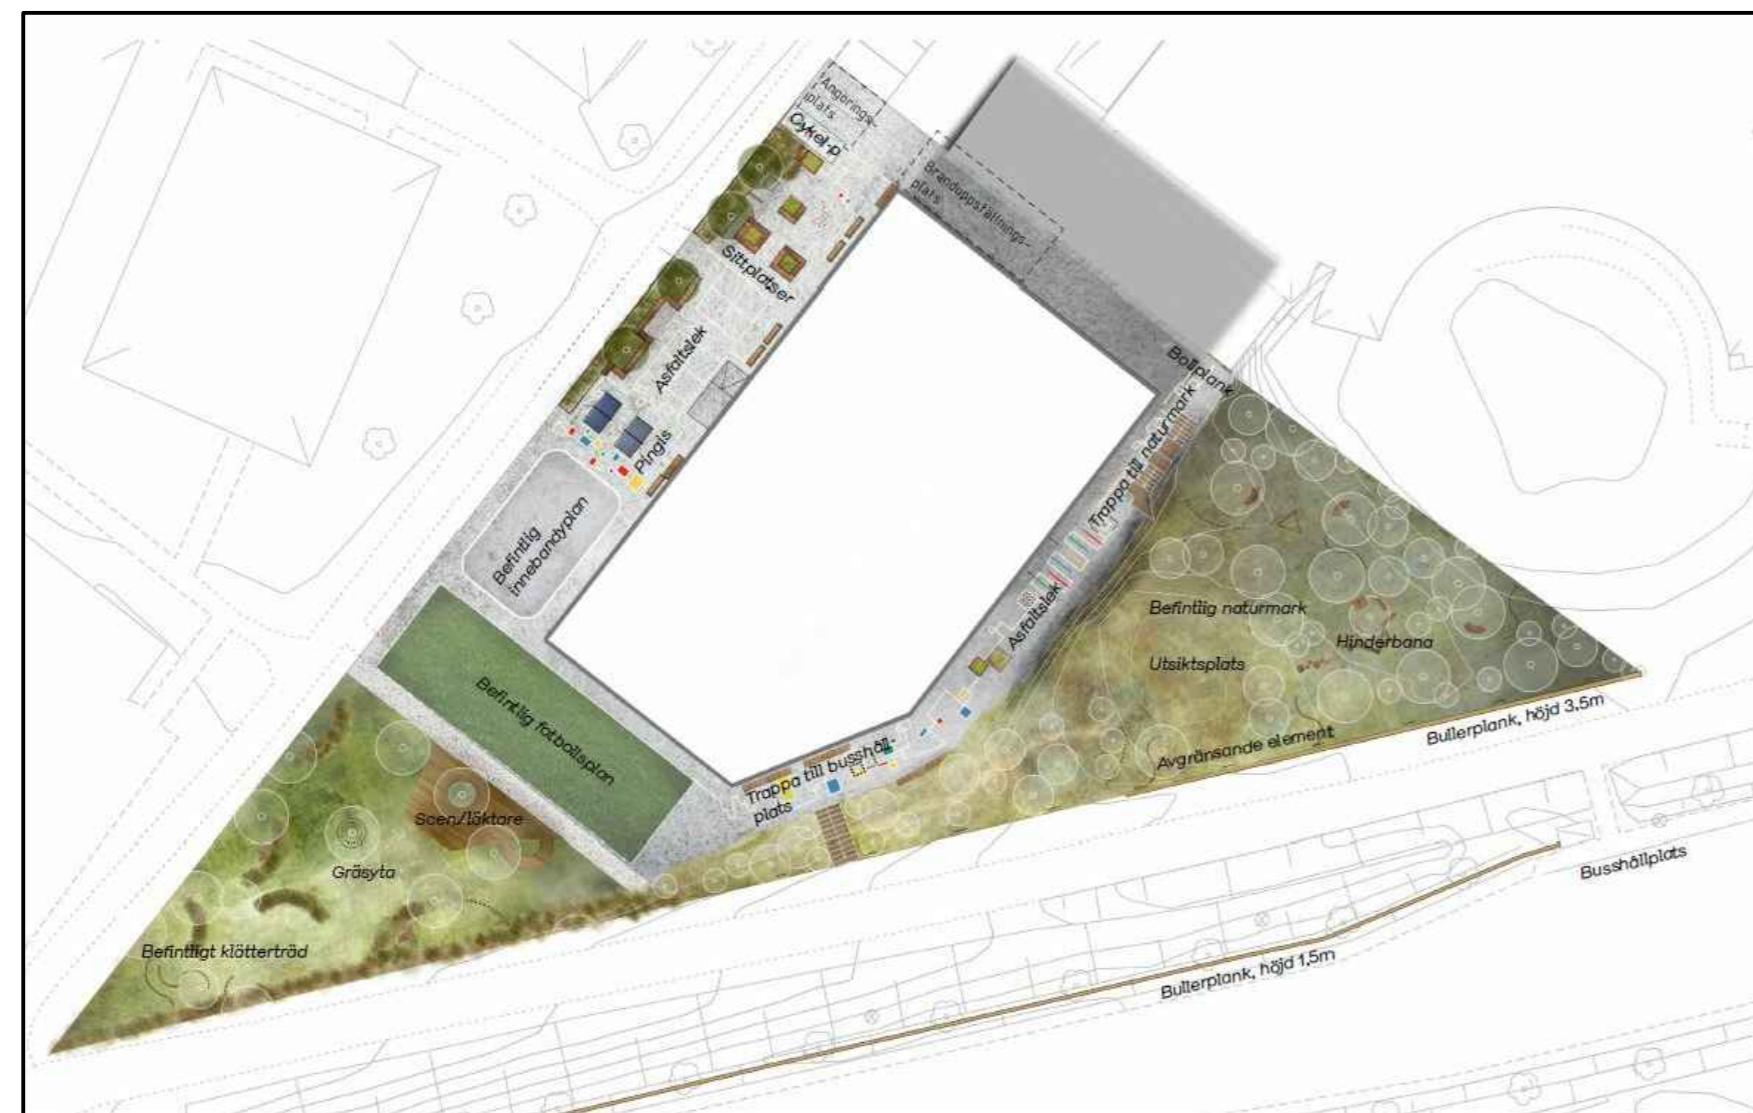 Angörings-
plats
Cykel-p
Branduppställnings-
plats
Sittplatser
Asfaltslek
Pingis
Bollplank
Trappa till naturmark
Befintlig
innebandyplan
Asfaltslek
Befintlig naturmark
Hinderbana
Utsiktsplats
Befintlig fotbollsplan
Bullerplank, höjd 3,5m
Avgränsande element
Trappa till busshåll-
plats
Scen/läktare
Gräsyta
Busshållplats
Befintligt klätterträd
Bullerplank, höjd 1,5m